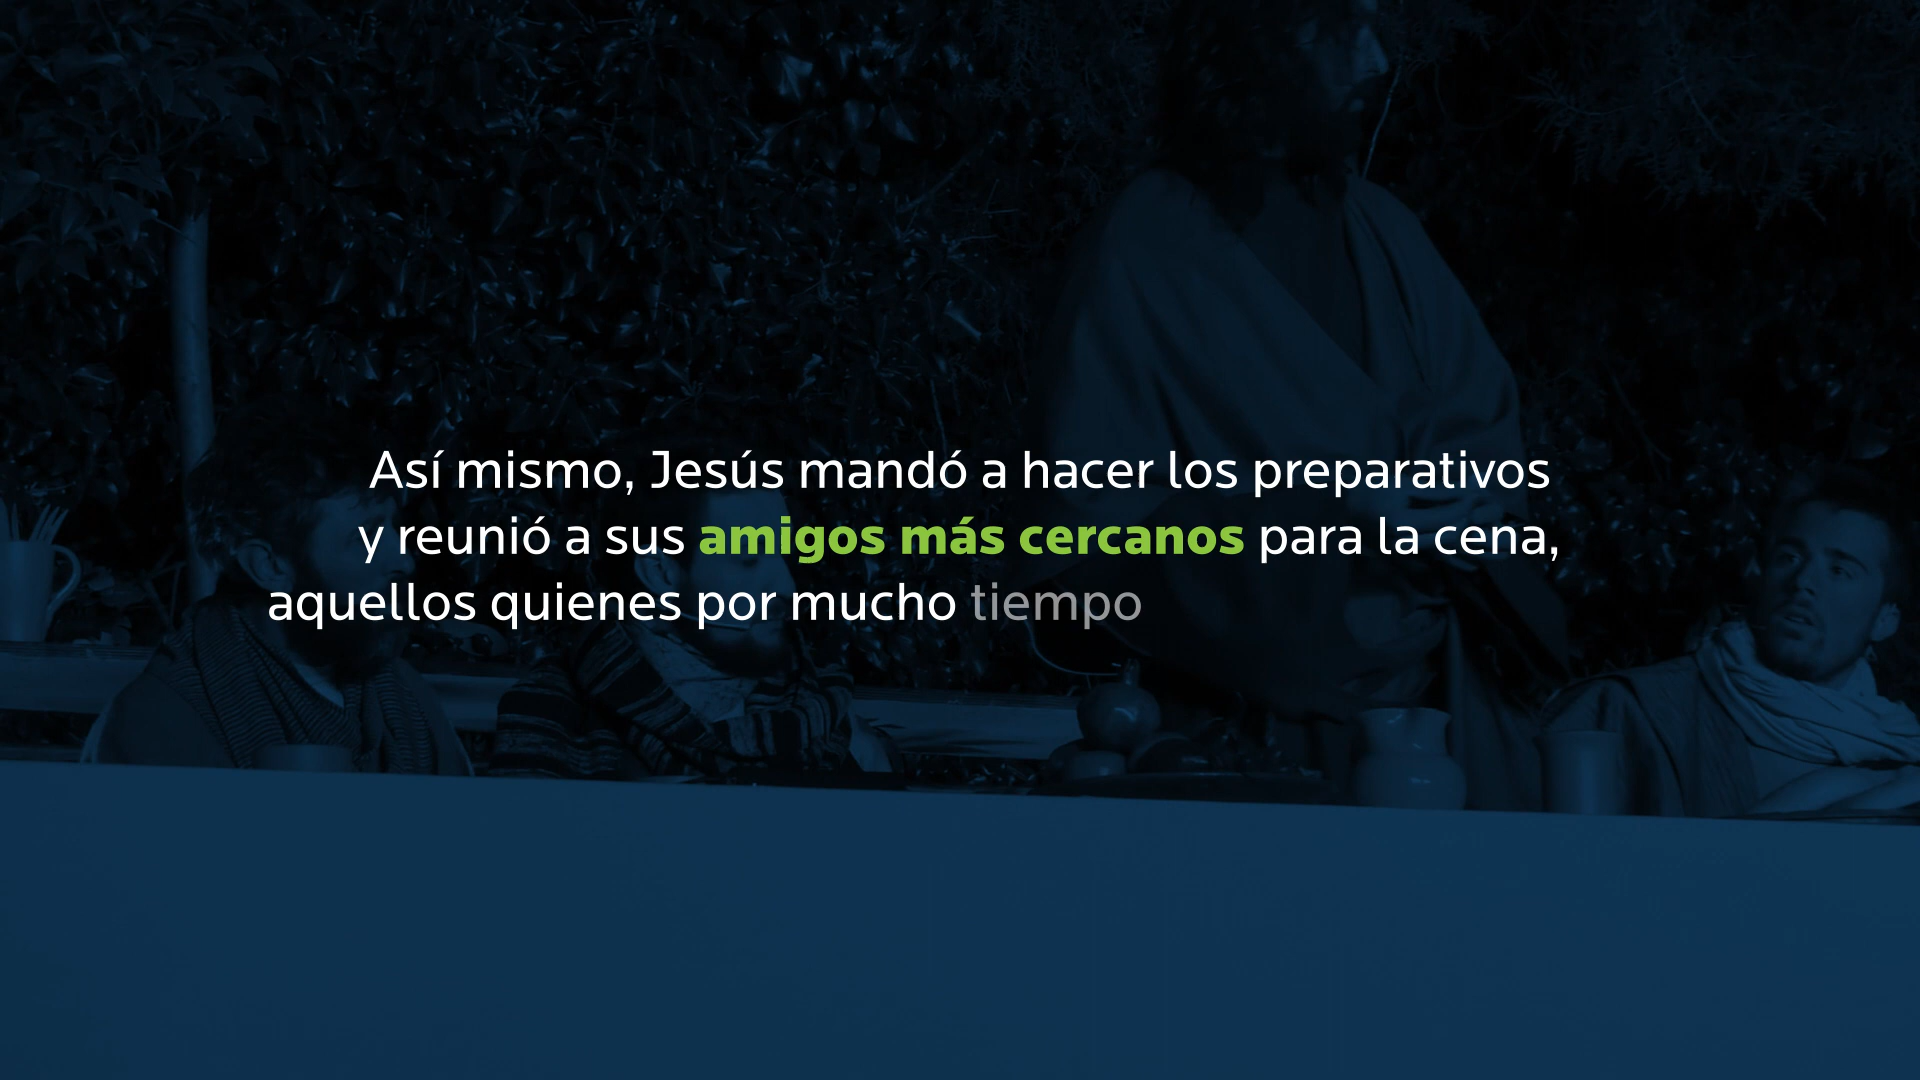 Así mismo, Jesús mandó a hacer los preparativos
y reunió a sus amigos más cercanos para la cena,
aquellos quienes por mucho tiempo